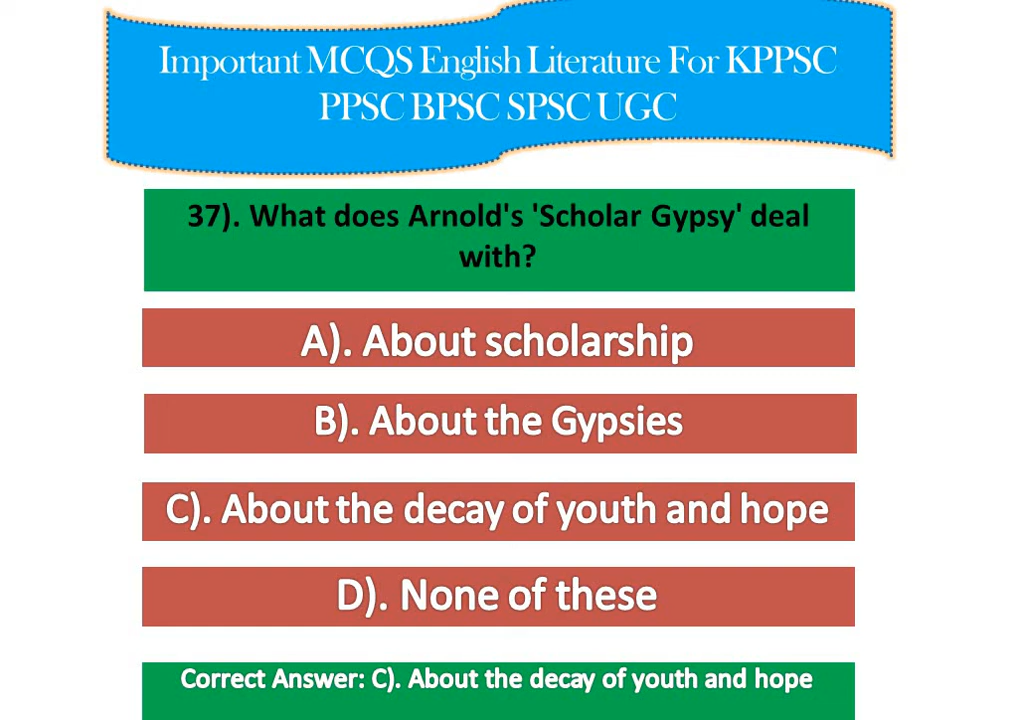 Important MCQS English Literature For KPPSC
PPSC BPSC SPSC UGC
37). What does Arnold's 'Scholar Gypsy' deal
with?
A). About scholarship
B). About the Gypsies
C). About the decay of youth and hope
D). None of these
Correct Answer: C). About the decay of youth and hope